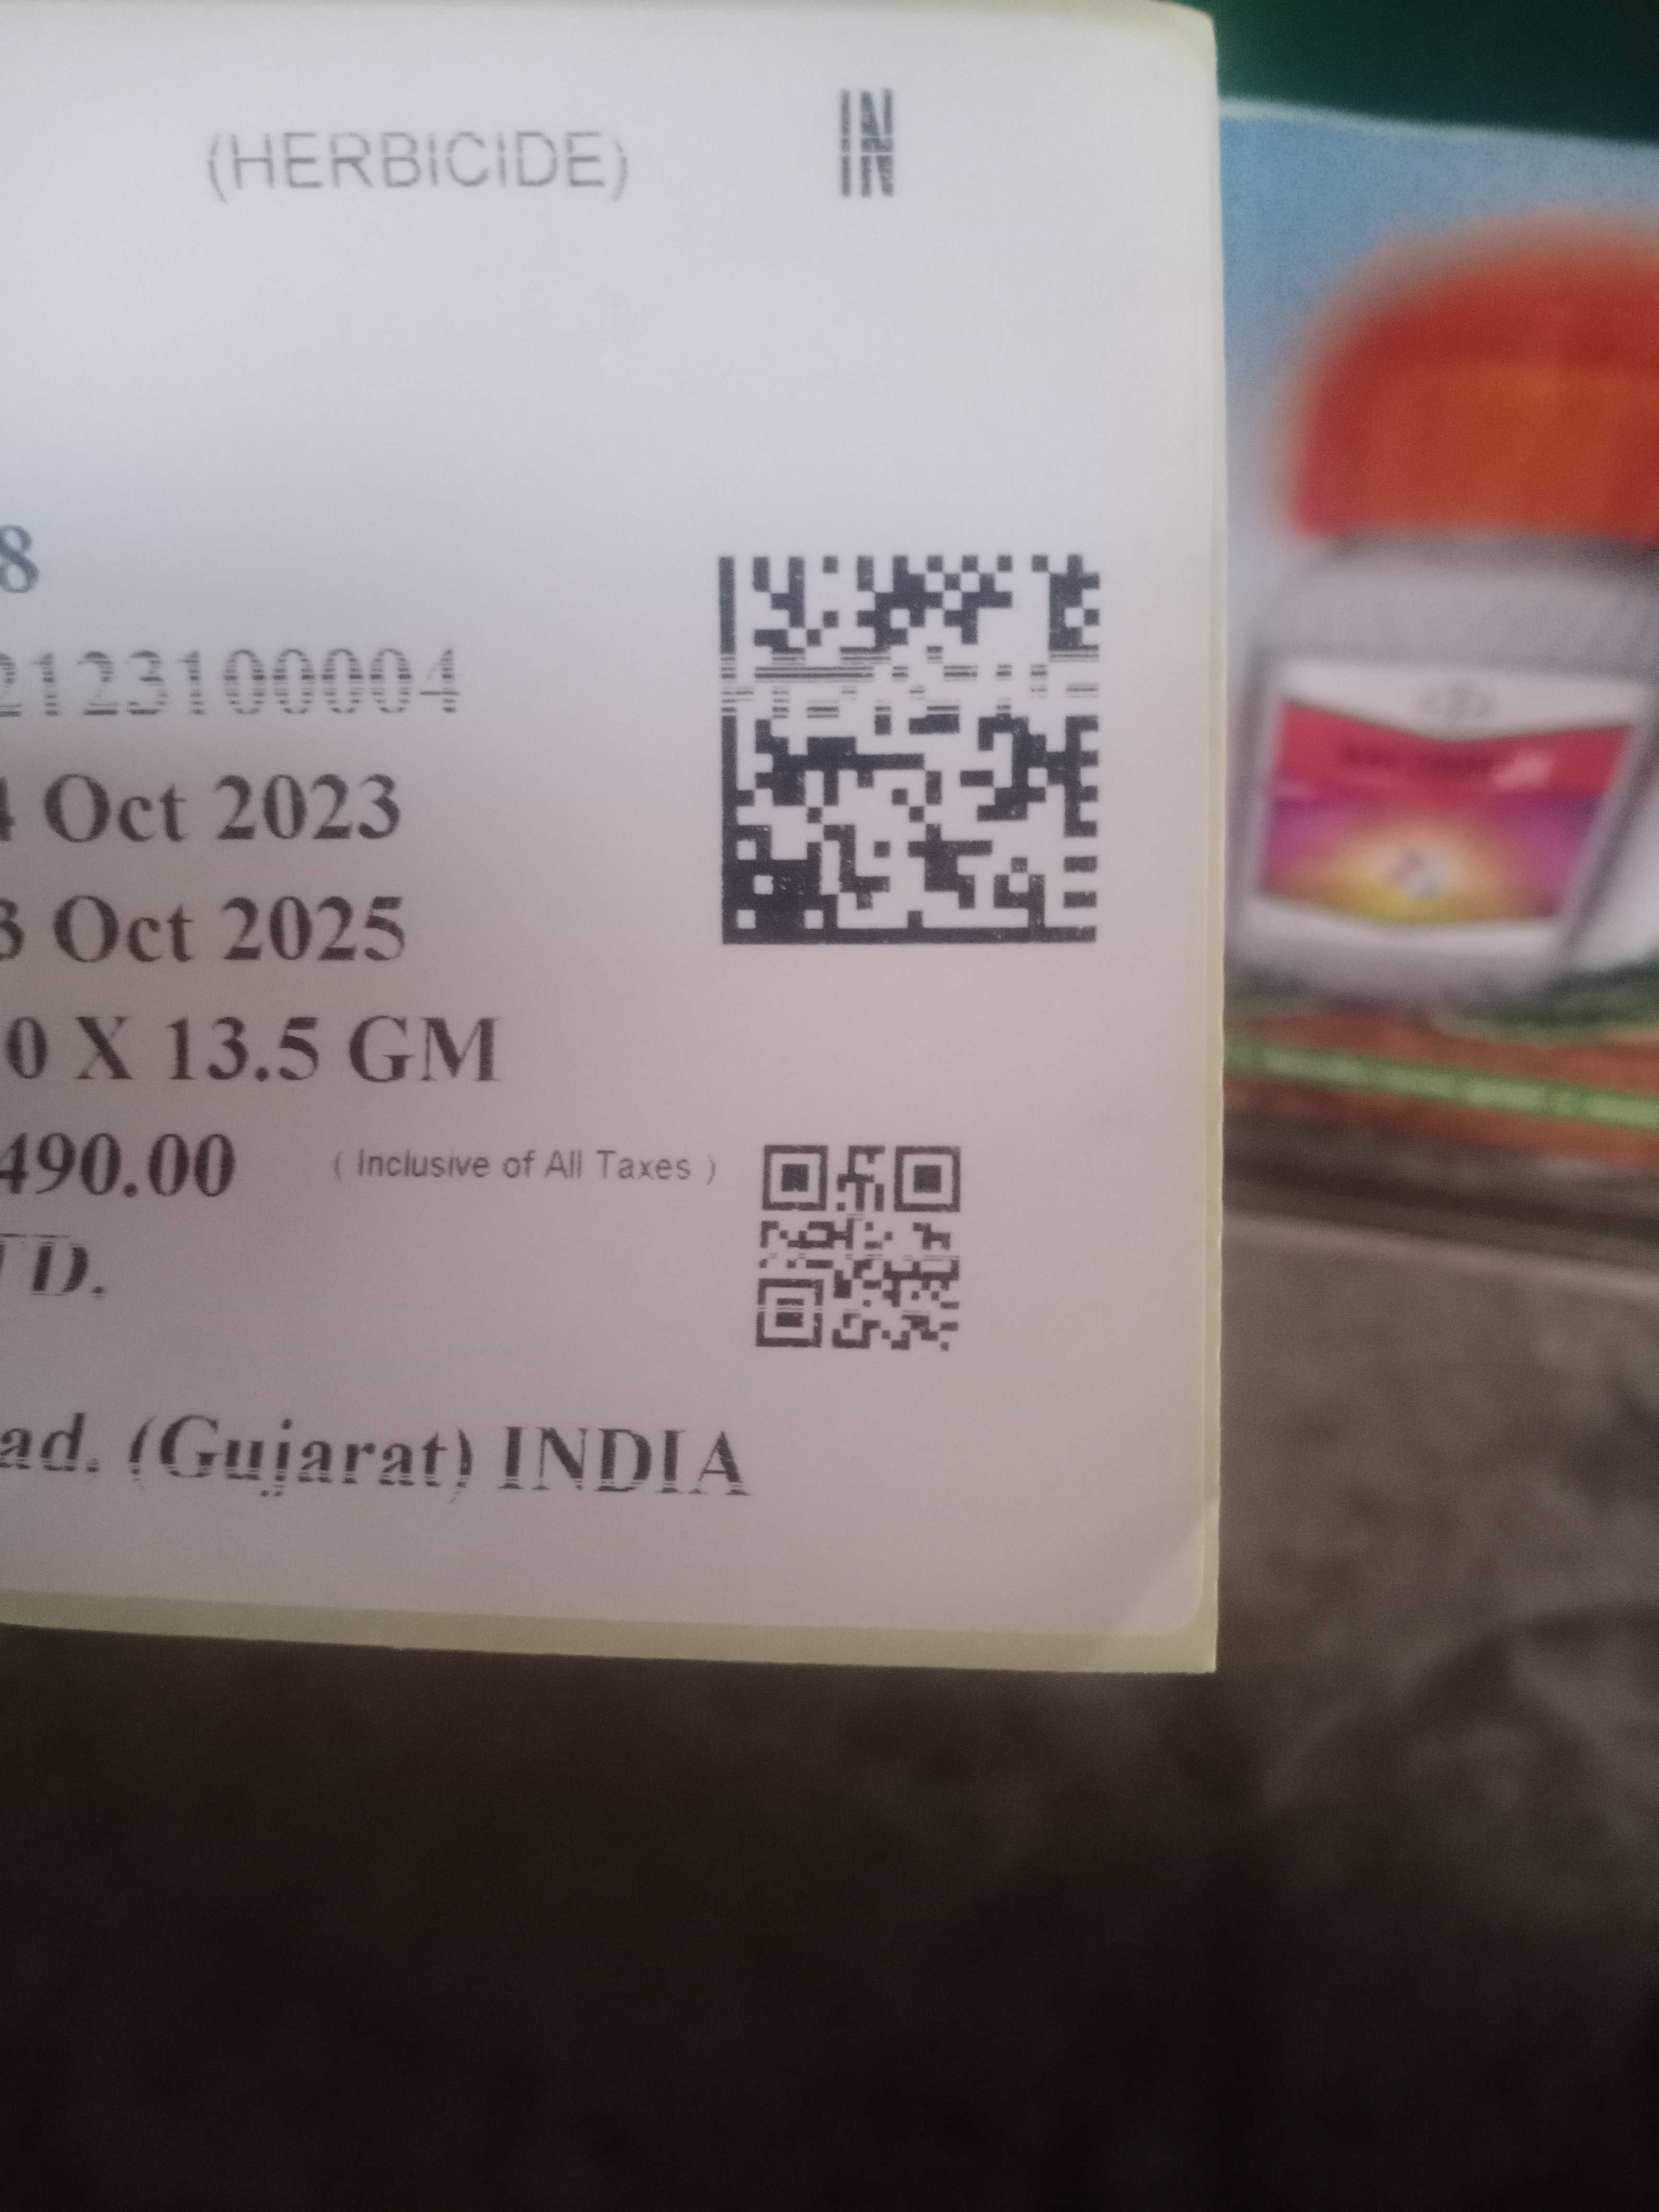 (HERBICIDE) IN
8
2123100004
4 Oct 2023
3 Oct 2025
0 X 13.5 GM
490.00 ( Inclusive of All Taxes )
TD.
ad. (Gujarat) INDIA